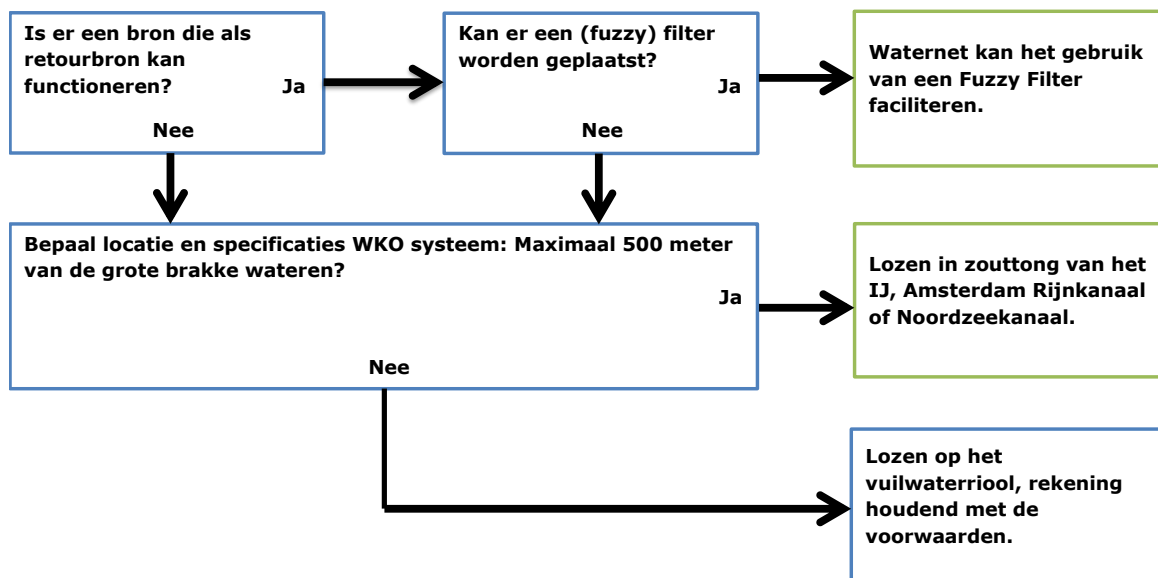 Is er een bron die als
retourbron kan
functioneren?
Ja
Nee
Kan er een (fuzzy) filter
worden geplaatst?
Ja
Nee
Waternet kan het gebruik
van een Fuzzy Filter
faciliteren.
Bepaal locatie en specificaties WKO systeem: Maximaal 500 meter
van de grote brakke wateren?
Ja
Nee
Lozen in zouttong van het
IJ, Amsterdam Rijnkanaal
of Noordzeekanaal.
Lozen op het
vuilwaterriool, rekening
houdend met de
voorwaarden.